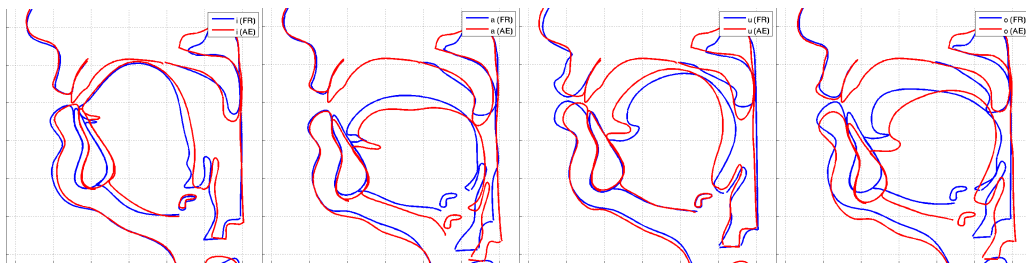 i (FR)
i (AE)
a (FR)
a (AE)
u (FR)
u (AE)
o (FR)
o (AE)